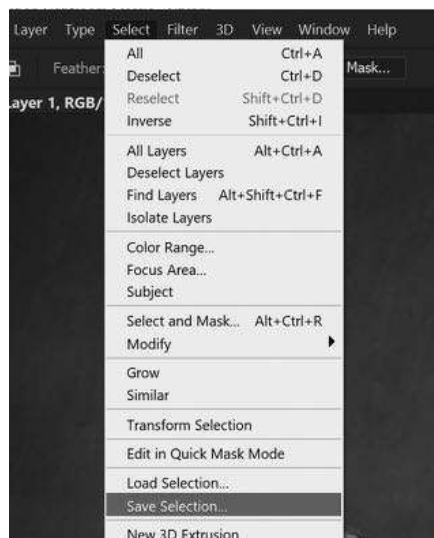 Layer Type Select Filter 3D View Window Help
Feather: Mask...
Layer 1, RGB/
All Ctrl+A
Deselect Ctrl+D
Reselect Shift+Ctrl+D
Inverse Shift+Ctrl+I
All Layers Alt+Ctrl+A
Deselect Layers
Find Layers Alt+Shift+Ctrl+F
Isolate Layers
Color Range...
Focus Area...
Subject
Select and Mask... Alt+Ctrl+R
Modify
Grow
Similar
Transform Selection
Edit in Quick Mask Mode
Load Selection...
Save Selection...
New 3D Extrusion